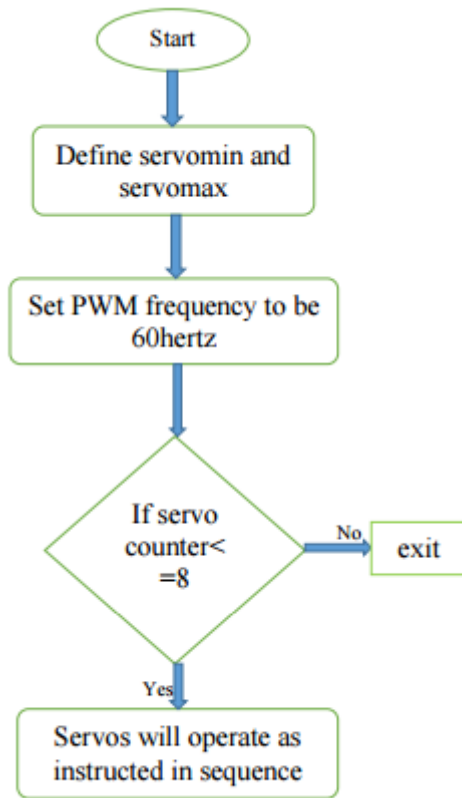 Start
Define servomin and
servomax
Set PWM frequency to be
60hertz
If servo
counter<
=8
No
exit
Yes
Servos will operate as
instructed in sequence